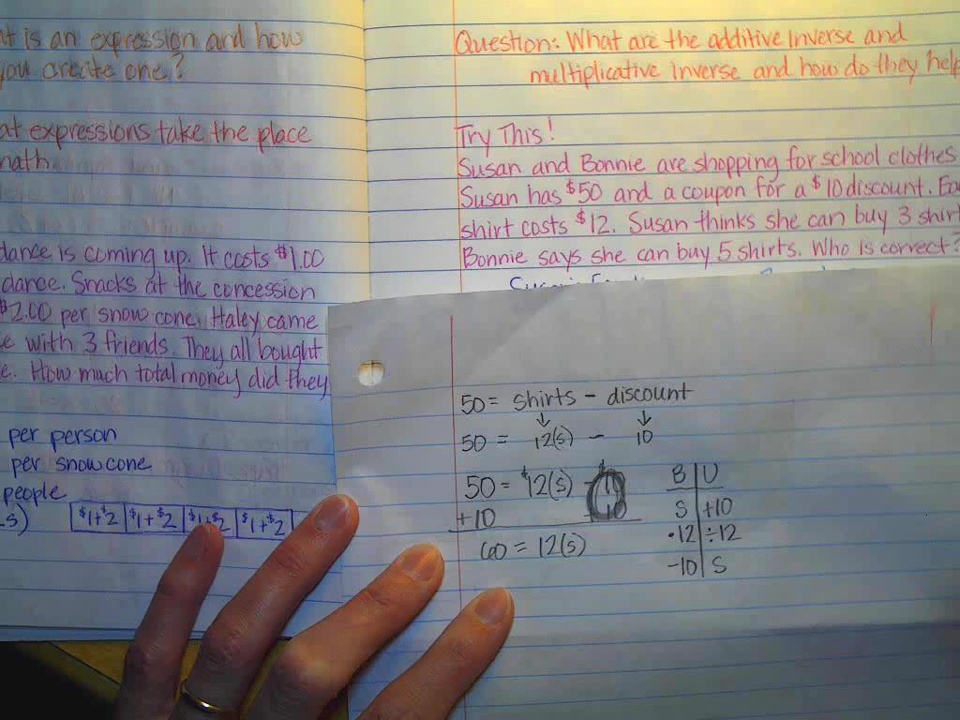 t is an expression and how
you create one?
at expressions take the place
math.
dance is coming up. It costs $1.00
dance. Snacks at the concession
$2.00 per snow cone. Haley came
e with 3 friends. They all bought
e. How much total money did they
per person
per snow cone
people
s)
$1+$2 $1+$2 $1+$2 $1+$2
Question: What are the additive inverse and
multiplicative inverse and how do they help
Try This!
Susan and Bonnie are shopping for school clothes
Susan has $50 and a coupon for a $10 discount. Ea
shirt costs $12. Susan thinks she can buy 3 shirt
Bonnie says she can buy 5 shirts. Who is correct?
50 = shirts - discount
↓ ↓
50 = 12(s) - 10
50 = $12(s) -
+10
60 = 12(s)
B U
S +10
·12 ÷12
-10 S